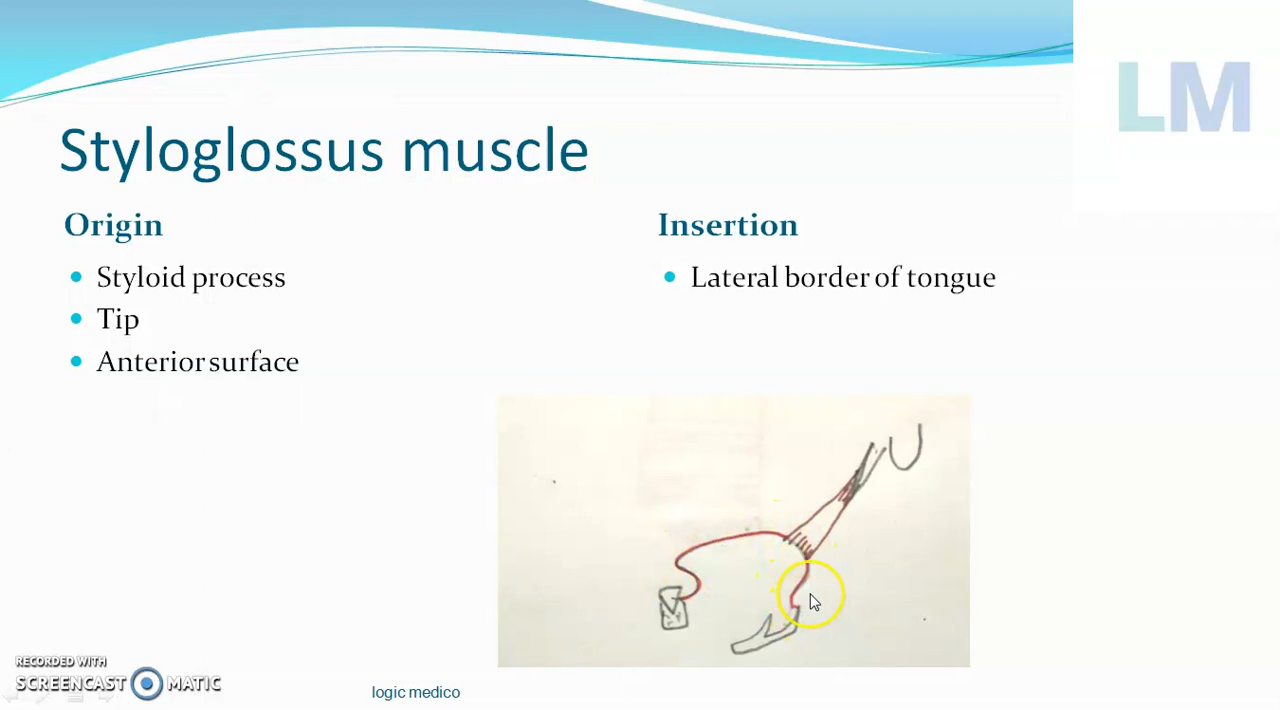 LM
Styloglossus muscle
Origin
Styloid process
Tip
Anterior surface
Insertion
Lateral border of tongue
RECORDED WITH
SCREENCAST MATIC
logic medico